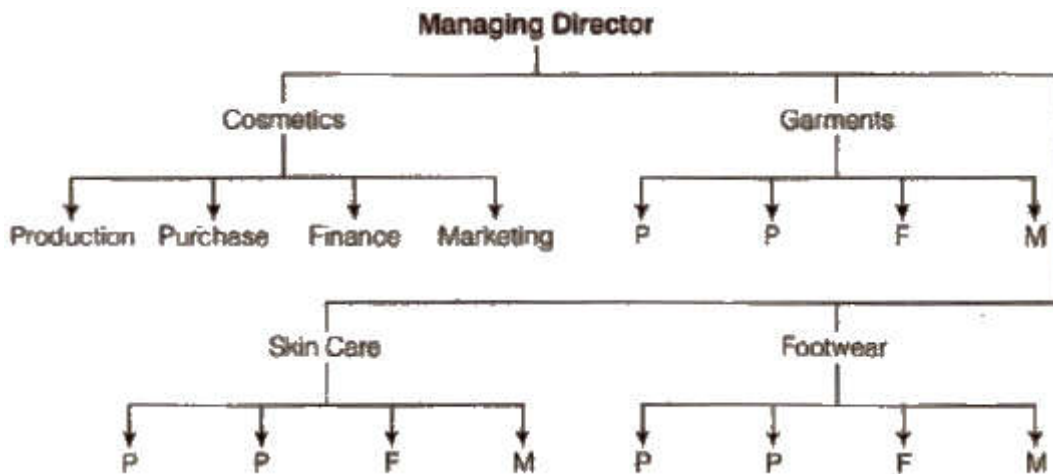 Managing Director
Cosmetics Garments
Production Purchase Finance Marketing P P F M
Skin Care Footwear
P P F M P P F M